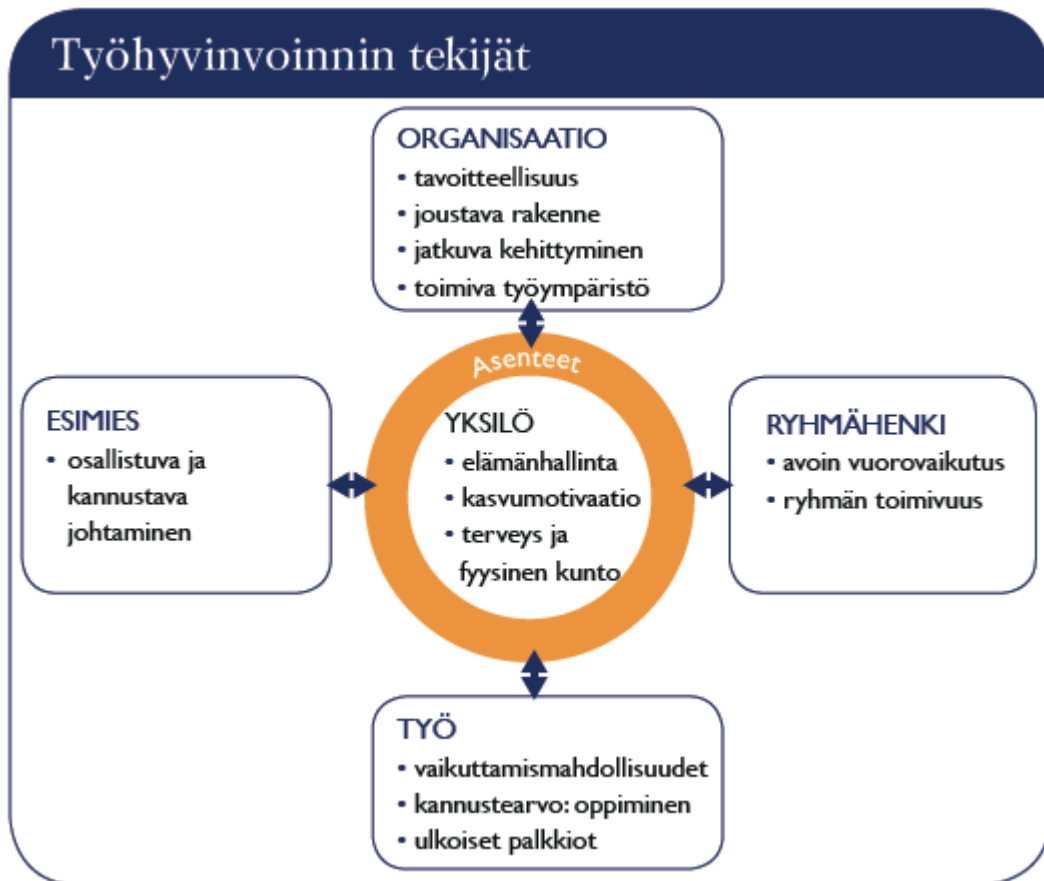 Työhyvinvoinnin tekijät
ORGANISAATIO
• tavoitteellisuus
• joustava rakenne
• jatkuva kehittyminen
• toimiva työympäristö
Asenteet
ESIMIES
• osallistuva ja
kannustava
johtaminen
YKSILÖ
• elämänhallinta
• kasvumotivaatio
• terveys ja
fyysinen kunto
RYHMÄHENKI
• avoin vuorovaikutus
• ryhmän toimivuus
TYÖ
• vaikuttamismahdollisuudet
• kannustearvo: oppiminen
• ulkoiset palkkiot